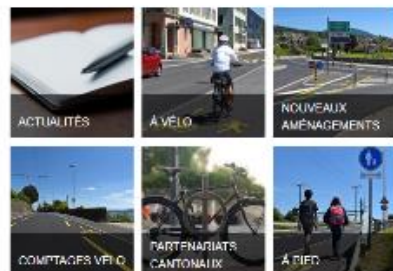 ACTUALITÉS
À VÉLO
NOUVEAUX
AMÉNAGEMENTS
COMPTAGES VÉLO
PARTENARIATS
CANTONAUX
À PIED